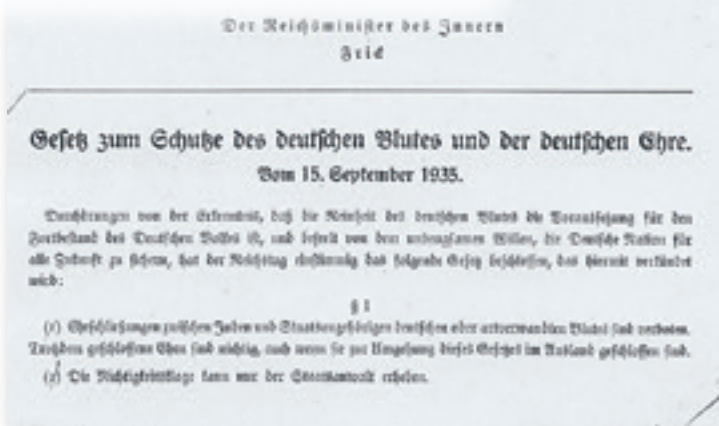 Der Reichsminister des Innern
Frick
Gesetz zum Schutze des deutschen Blutes und der deutschen Ehre.
Vom 15. September 1935.
Durchdrungen von der Erkenntnis, daß die Reinheit des deutschen Blutes die Voraussetzung für den
Fortbestand des Deutschen Volkes ist, und beseelt von dem unbeugsamen Willen, die Deutsche Nation für
alle Zukunft zu sichern, hat der Reichstag einstimmig das folgende Gesetz beschlossen, das hiermit verkündet
wird:
§ 1
(1) Eheschließungen zwischen Juden und Staatsangehörigen deutschen oder artverwandten Blutes sind verboten.
Trotzdem geschlossene Ehen sind nichtig, auch wenn sie zur Umgehung dieses Gesetzes im Ausland geschlossen sind.
(2) Die Nichtigkeitsklage kann nur der Staatsanwalt erheben.